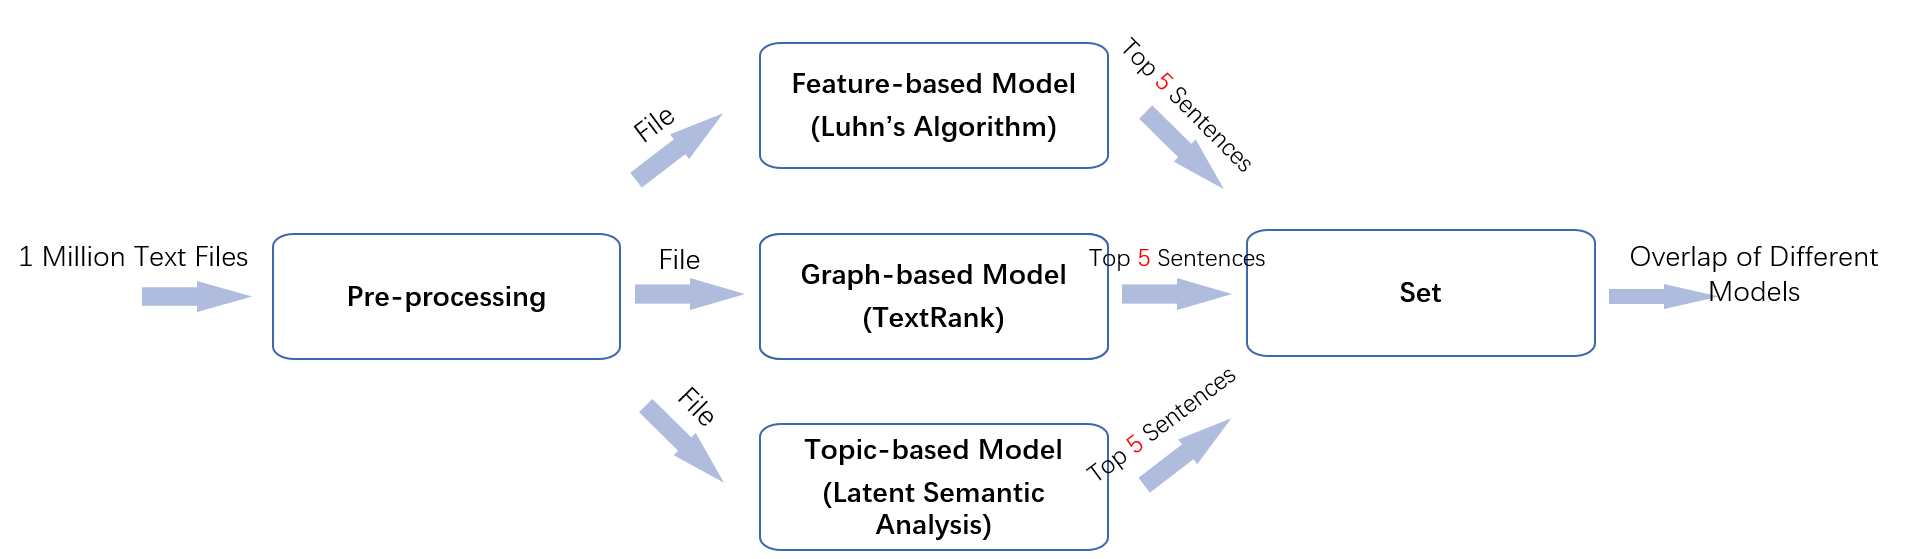 1 Million Text Files
Pre-processing
File
File
File
Feature-based Model
(Luhn’s Algorithm)
Graph-based Model
(TextRank)
Topic-based Model
(Latent Semantic
Analysis)
Top 5 Sentences
Top 5 Sentences
Top 5 Sentences
Set
Overlap of Different
Models